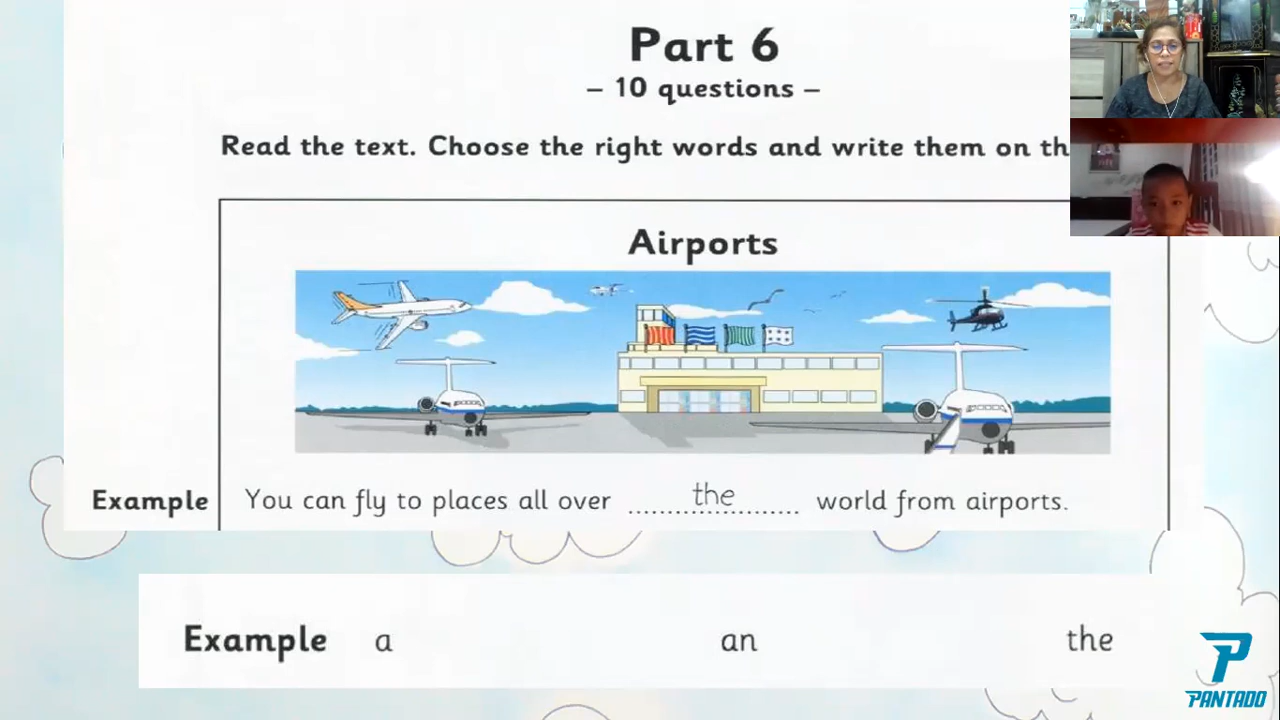 Part 6
– 10 questions –
Read the text. Choose the right words and write them on
Airports
Example You can fly to places all over the world from airports.
Example a an the
PANTADO